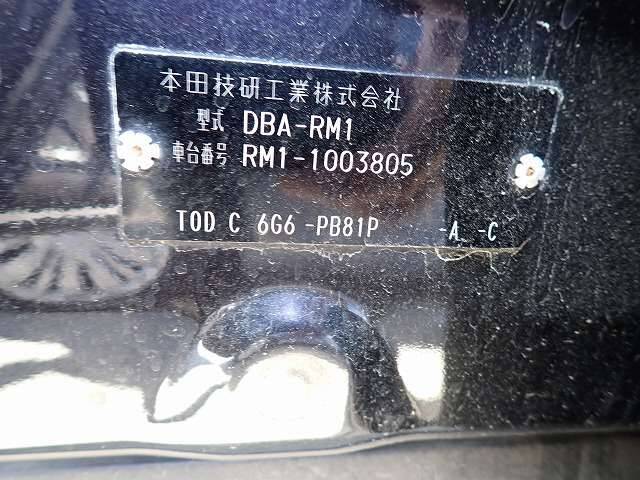 本田技研工業株式会社
型式 DBA-RM1
車台番号 RM1-1003805
TOD C 6G6 -PB81P -A -C